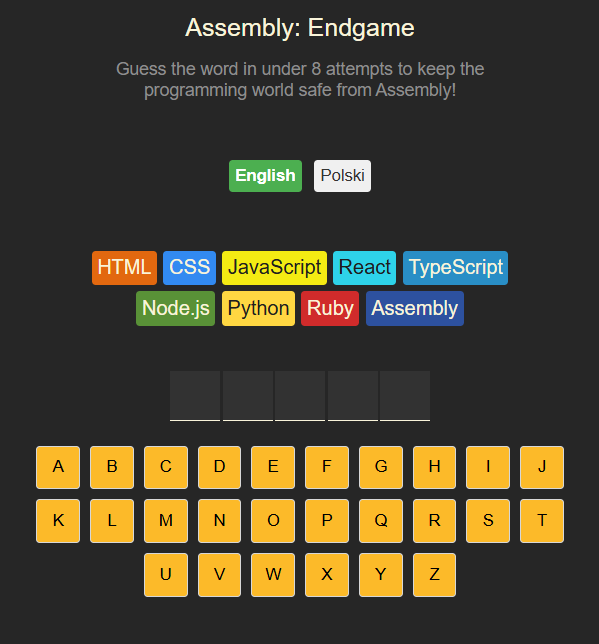 Assembly: Endgame
Guess the word in under 8 attempts to keep the
programming world safe from Assembly!
English Polski
HTML CSS JavaScript React TypeScript
Node.js Python Ruby Assembly
A B C D E F G H I J
K L M N O P Q R S T
U V W X Y Z